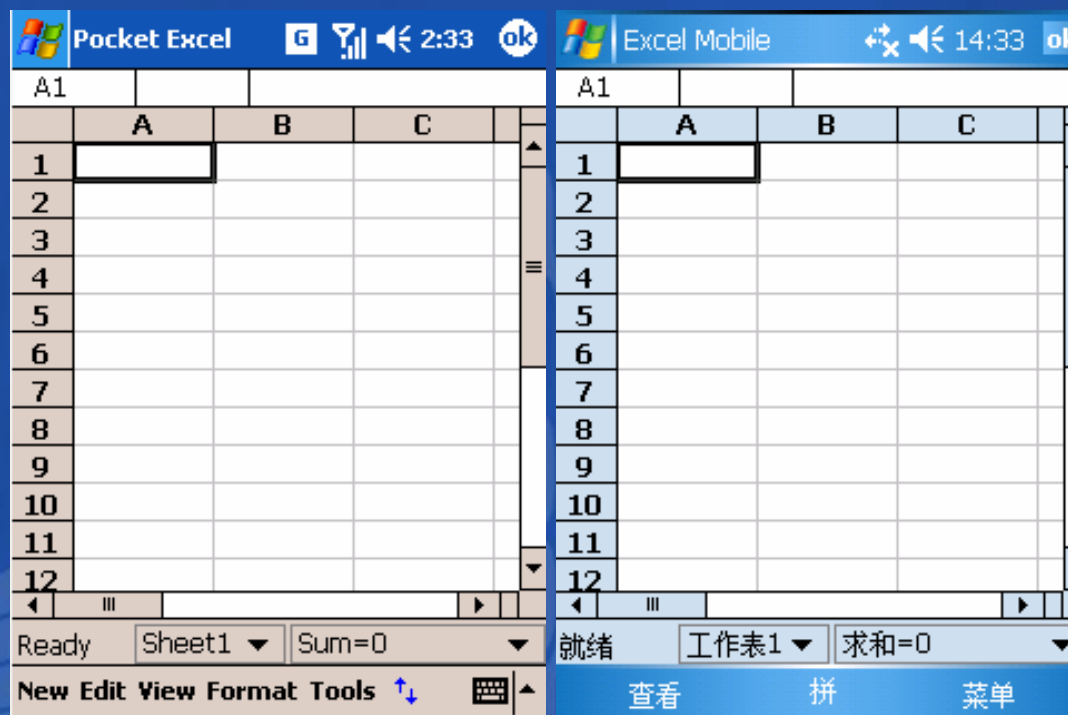 Pocket Excel G 2:33 ok
A1
A B C
1
2
3
4
5
6
7
8
9
10
11
12
Ready Sheet1 Sum=0
New Edit View Format Tools
Excel Mobile 14:33 ok
A1
A B C
1
2
3
4
5
6
7
8
9
10
11
12
就绪 工作表1 求和=0
查看 拼 菜单